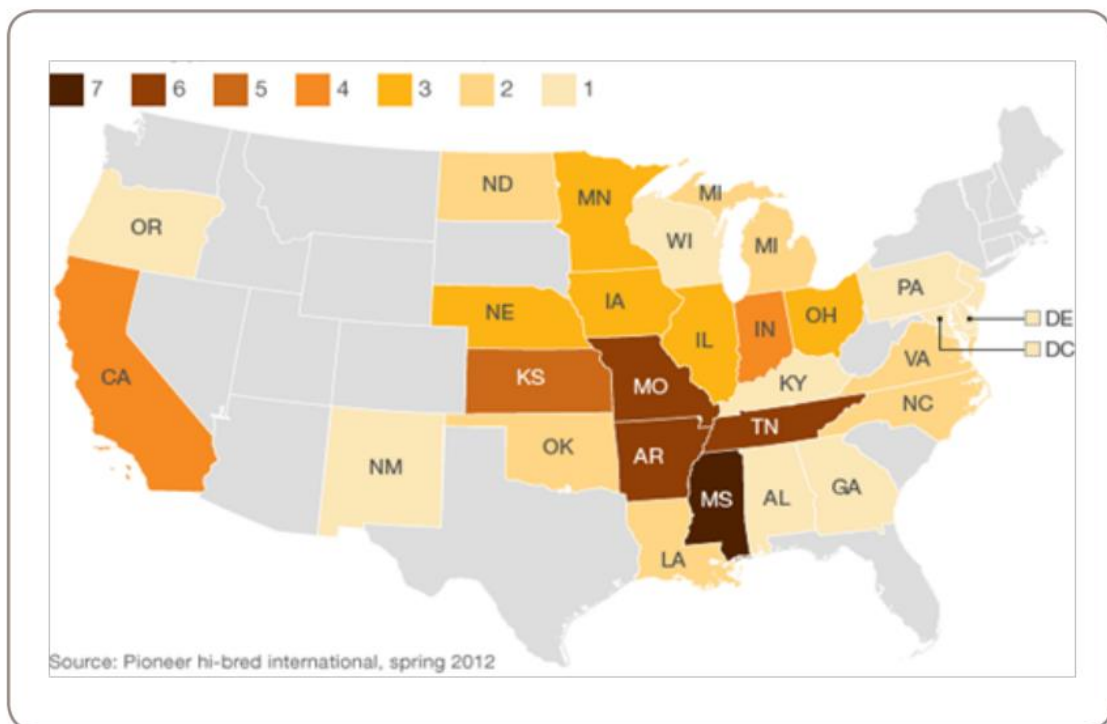 7 6 5 4 3 2 1
ND
MN
MI
OR
WI
MI
PA
NE
IA
IL
IN
OH
DE
DC
CA
KS
MO
KY
VA
NC
TN
NM
OK
AR
MS
AL
GA
LA
Source: Pioneer hi-bred international, spring 2012